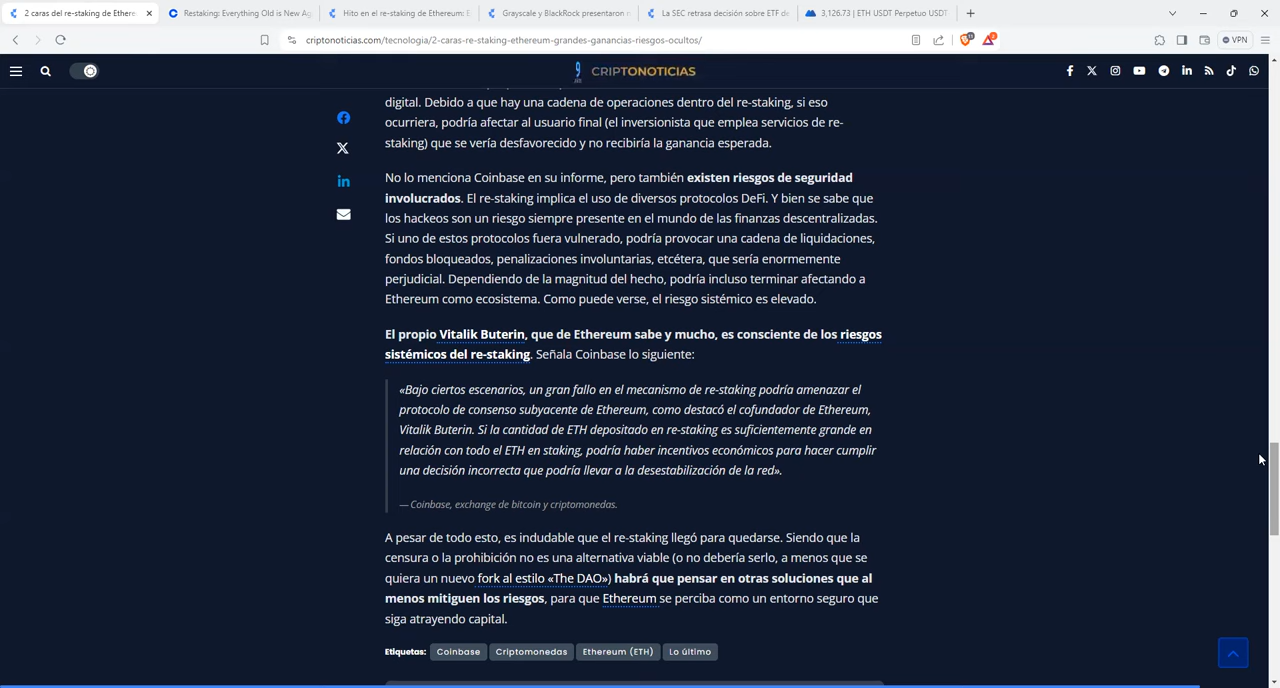 2 caras del re-staking de Ethere
Restaking: Everything Old is New Ag
Hito en el re-staking de Ethereum: E
Grayscale y BlackRock presentaron n
La SEC retrasa decisión sobre ETF de
3,126.73 | ETH USDT Perpetuo USDT
criptonoticias.com/tecnologia/2-caras-re-staking-ethereum-grandes-ganancias-riesgos-ocultos/
VPN
CRIPTONOTICIAS
digital. Debido a que hay una cadena de operaciones dentro del re-staking, si eso
ocurriera, podría afectar al usuario final (el inversionista que emplea servicios de re-
staking) que se vería desfavorecido y no recibiría la ganancia esperada.
No lo menciona Coinbase en su informe, pero también existen riesgos de seguridad
involucrados. El re-staking implica el uso de diversos protocolos DeFi. Y bien se sabe que
los hackeos son un riesgo siempre presente en el mundo de las finanzas descentralizadas.
Si uno de estos protocolos fuera vulnerado, podría provocar una cadena de liquidaciones,
fondos bloqueados, penalizaciones involuntarias, etcétera, que sería enormemente
perjudicial. Dependiendo de la magnitud del hecho, podría incluso terminar afectando a
Ethereum como ecosistema. Como puede verse, el riesgo sistémico es elevado.
El propio Vitalik Buterin, que de Ethereum sabe y mucho, es consciente de los riesgos
sistémicos del re-staking. Señala Coinbase lo siguiente:
«Bajo ciertos escenarios, un gran fallo en el mecanismo de re-staking podría amenazar el
protocolo de consenso subyacente de Ethereum, como destacó el cofundador de Ethereum,
Vitalik Buterin. Si la cantidad de ETH depositado en re-staking es suficientemente grande en
relación con todo el ETH en staking, podría haber incentivos económicos para hacer cumplir
una decisión incorrecta que podría llevar a la desestabilización de la red».
— Coinbase, exchange de bitcoin y criptomonedas.
A pesar de todo esto, es indudable que el re-staking llegó para quedarse. Siendo que la
censura o la prohibición no es una alternativa viable (o no debería serlo, a menos que se
quiera un nuevo fork al estilo «The DAO») habrá que pensar en otras soluciones que al
menos mitiguen los riesgos, para que Ethereum se perciba como un entorno seguro que
siga atrayendo capital.
Etiquetas: Coinbase Criptomonedas Ethereum (ETH) Lo último